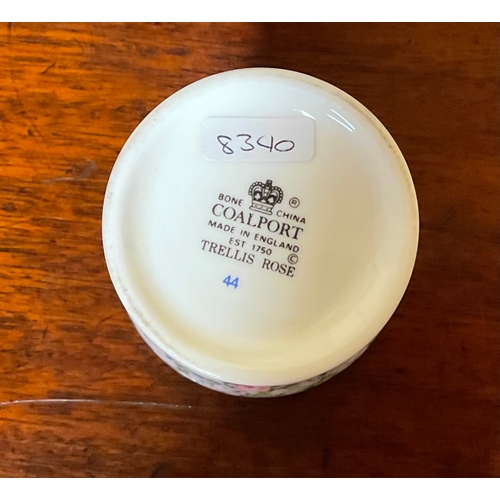 8340
®
BONE CHINA
COALPORT
MADE IN ENGLAND
EST 1750
©
TRELLIS ROSE
44